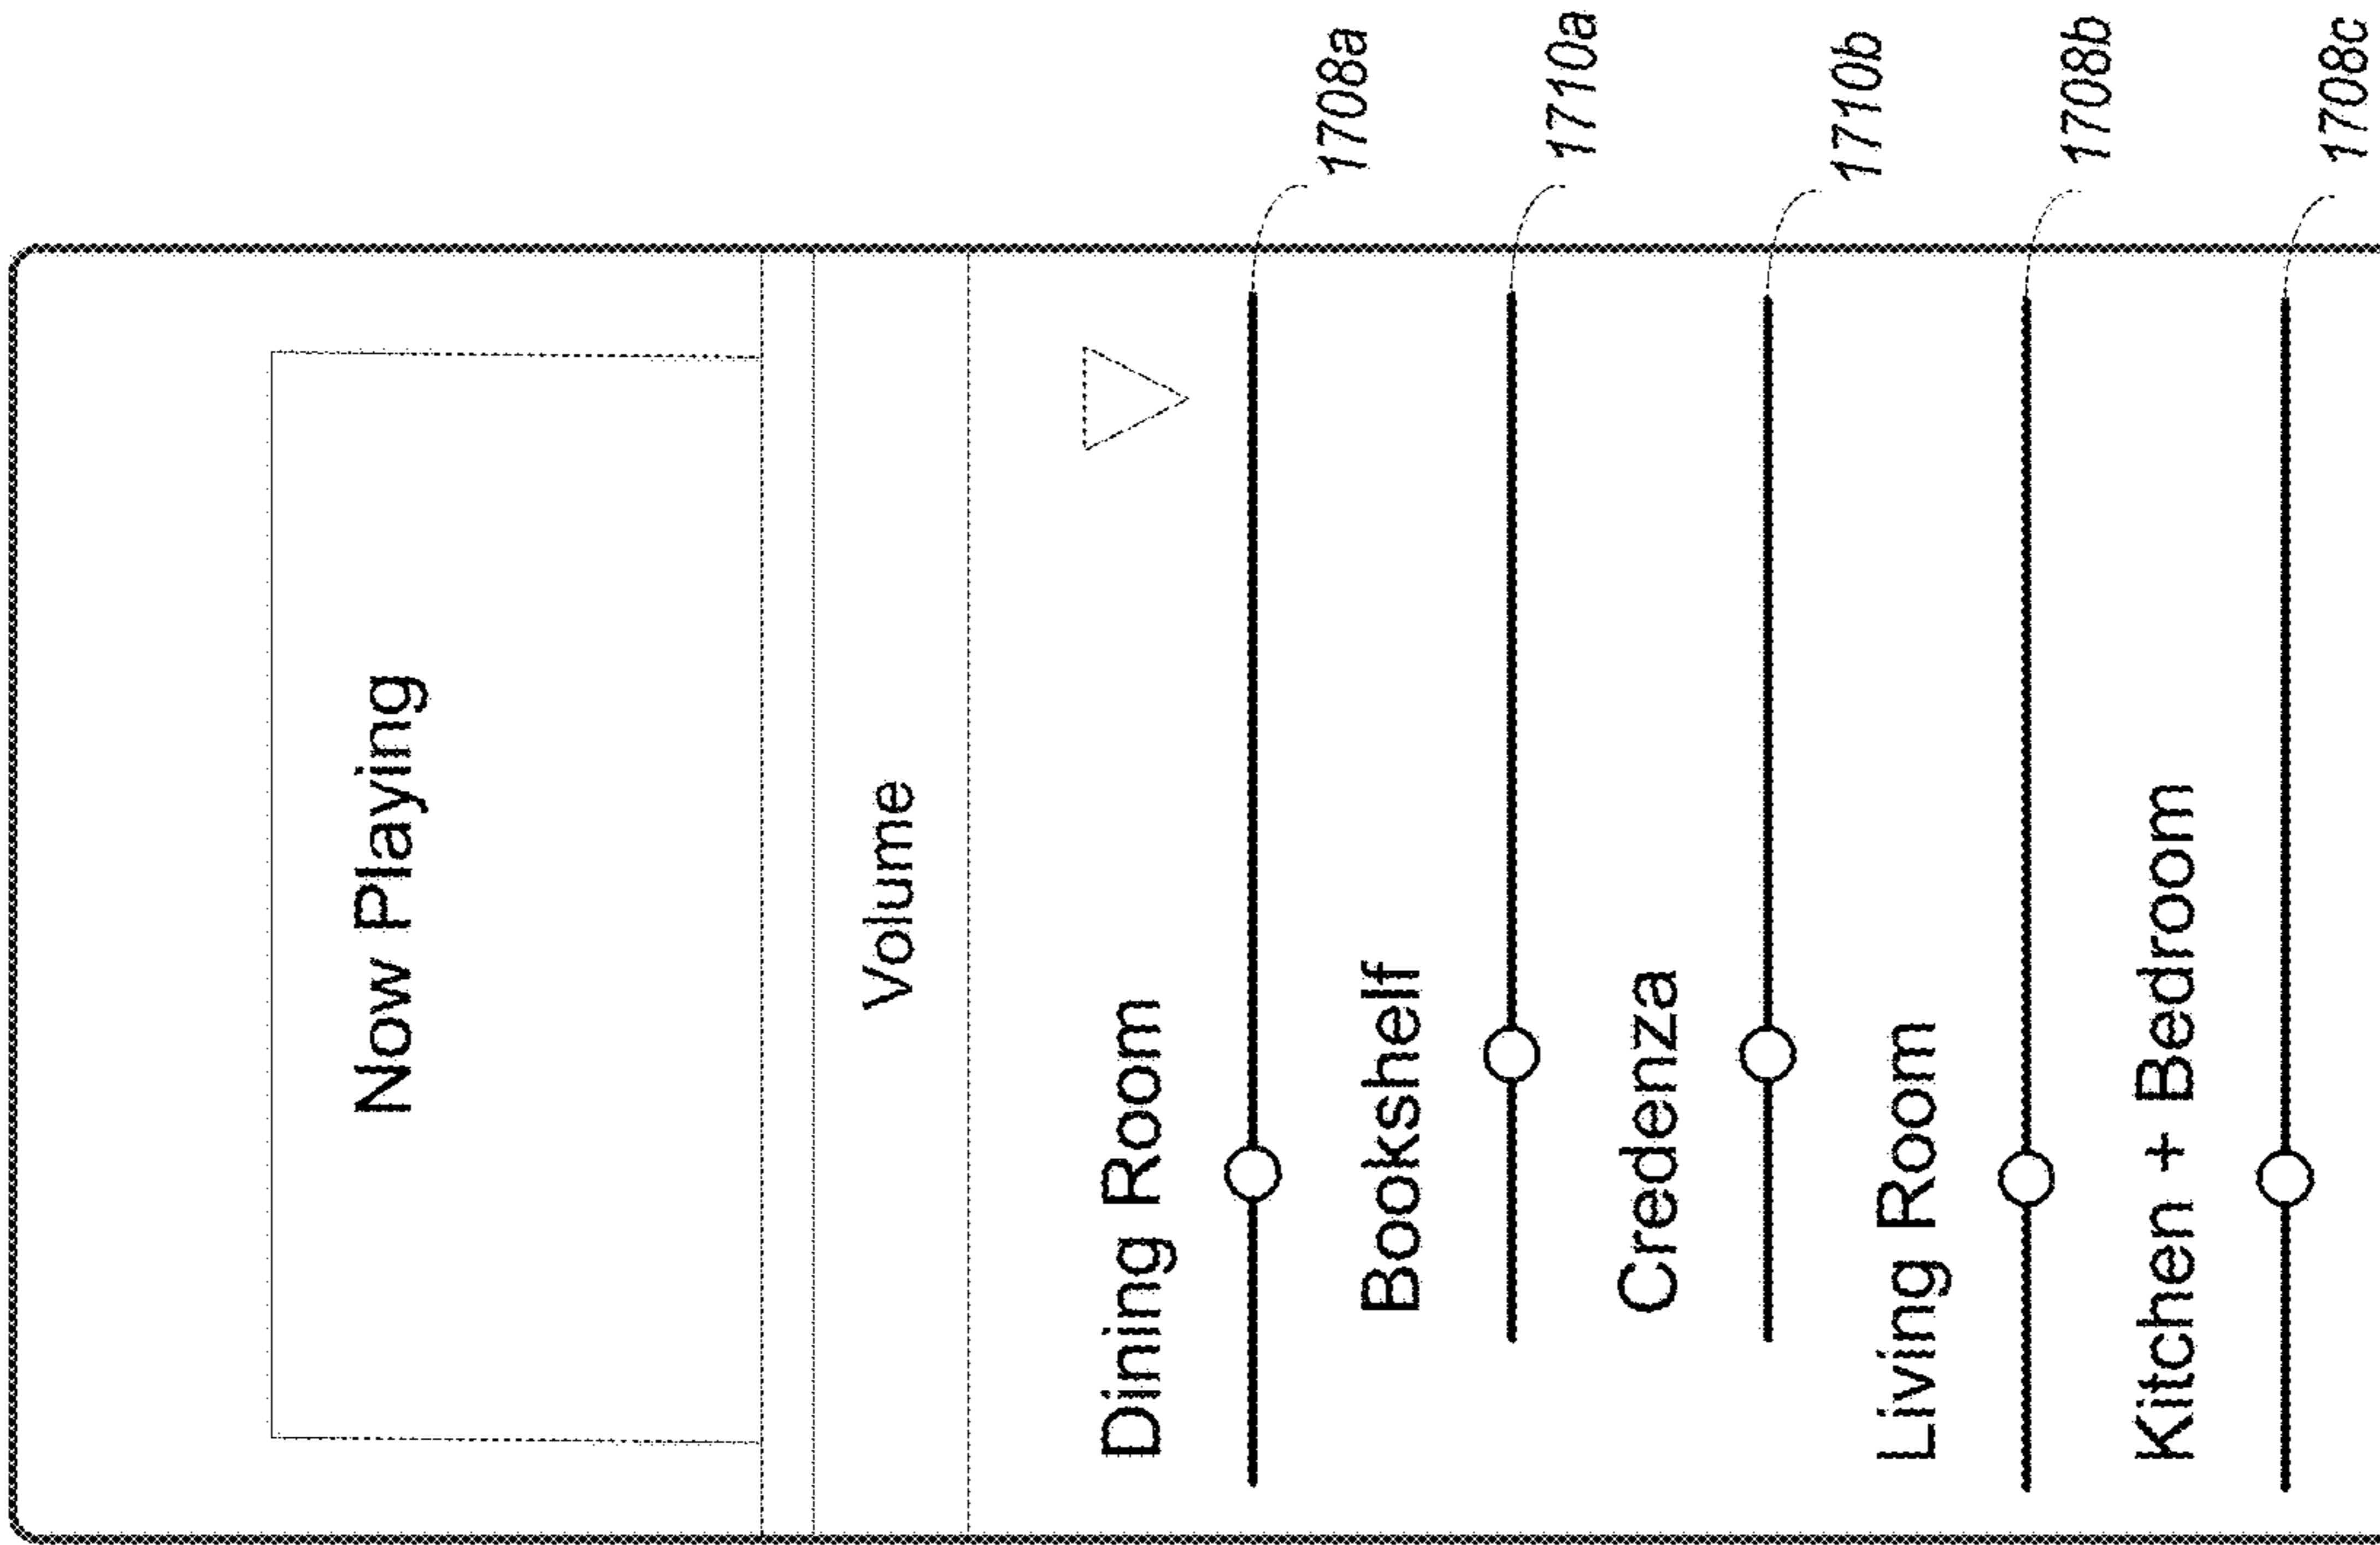 Now Playing
Volume
Dining Room
1708a
Bookshelf
1710a
Credenza
1710b
Living Room
1708b
Kitchen + Bedroom
1708c